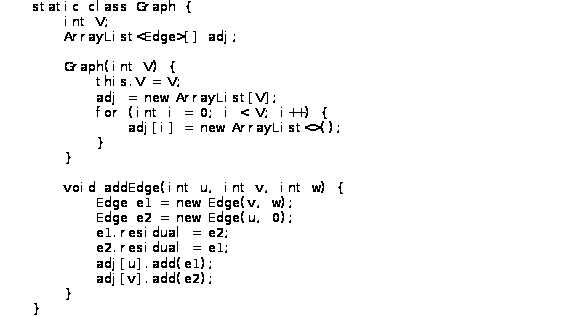 static class Graph {
    int V;
    ArrayList<Edge>[] adj;

    Graph(int V) {
        this.V = V;
        adj = new ArrayList[V];
        for (int i = 0; i < V; i++) {
            adj[i] = new ArrayList<>();
        }
    }

    void addEdge(int u, int v, int w) {
        Edge e1 = new Edge(v, w);
        Edge e2 = new Edge(u, 0);
        e1.residual = e2;
        e2.residual = e1;
        adj[u].add(e1);
        adj[v].add(e2);
    }
}